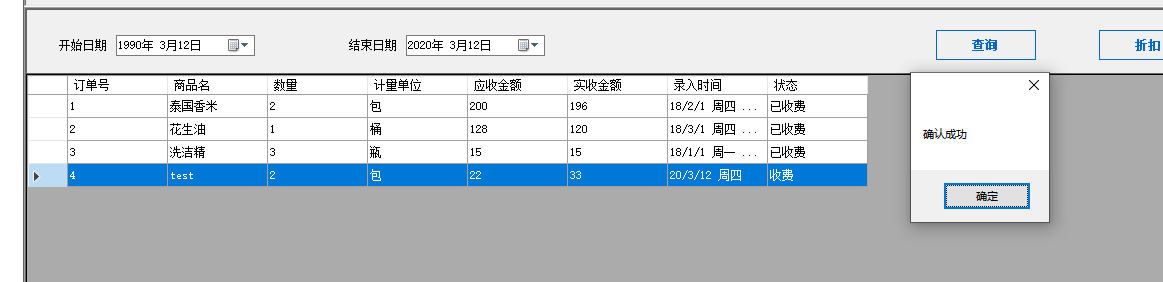 开始日期 1990年 3月12日 结束日期 2020年 3月12日 查询 折扣
订单号 商品名 数量 计量单位 应收金额 实收金额 录入时间 状态
1 泰国香米 2 包 200 196 18/2/1 周四 ... 已收费
2 花生油 1 桶 128 120 18/3/1 周四 ... 已收费
3 洗洁精 3 瓶 15 15 18/1/1 周一 ... 已收费
4 test 2 包 22 33 20/3/12 周四 收费
确认成功
确定